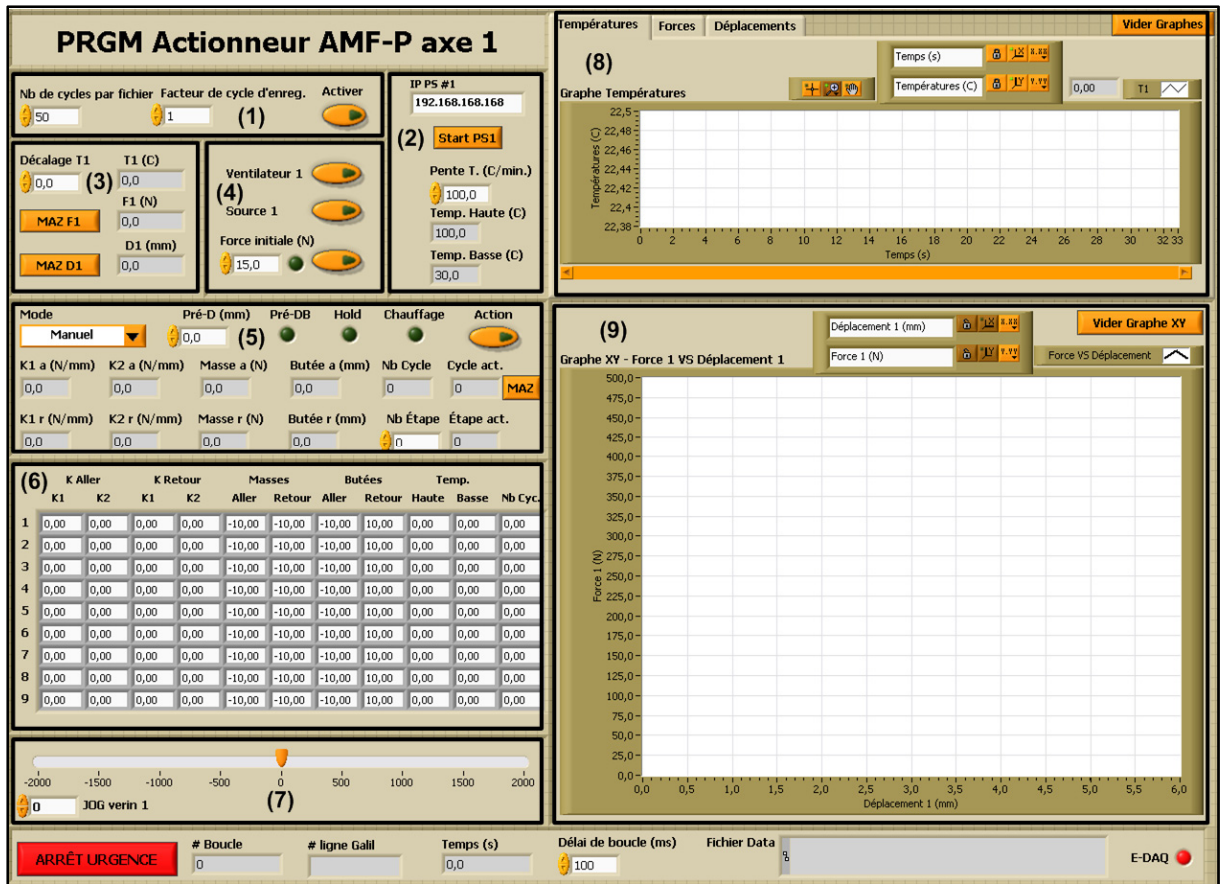 PRGM Actionneur AMF-P axe 1
Nb de cycles par fichier Facteur de cycle d'enreg. Activer
50 1 (1)
IP PS #1
192.168.168.168
(2) Start PS1
Pente T. (C/min.)
100,0
Temp. Haute (C)
100,0
Temp. Basse (C)
30,0
Décalage T1 T1 (C)
0,0 (3) 0,0
F1 (N)
MAZ F1 0,0
D1 (mm)
MAZ D1 0,0
Ventilateur 1
(4)
Source 1
Force initiale (N)
15,0
Mode Pré-D (mm) Pré-DB Hold Chauffage Action
Manuel 0,0 (5)
K1 a (N/mm) K2 a (N/mm) Masse a (N) Butée a (mm) Nb Cycle Cycle act.
0,0 0,0 0,0 0,0 0 0 MAZ
K1 r (N/mm) K2 r (N/mm) Masse r (N) Butée r (mm) Nb Étape Étape act.
0,0 0,0 0,0 0,0 0 0
(6) K Aller K Retour Masses Butées Temp.
K1 K2 K1 K2 Aller Retour Aller Retour Haute Basse Nb Cyc.
1 0,00 0,00 0,00 0,00 -10,00 -10,00 -10,00 10,00 0,00 0,00 0,00
2 0,00 0,00 0,00 0,00 -10,00 -10,00 -10,00 10,00 0,00 0,00 0,00
3 0,00 0,00 0,00 0,00 -10,00 -10,00 -10,00 10,00 0,00 0,00 0,00
4 0,00 0,00 0,00 0,00 -10,00 -10,00 -10,00 10,00 0,00 0,00 0,00
5 0,00 0,00 0,00 0,00 -10,00 -10,00 -10,00 10,00 0,00 0,00 0,00
6 0,00 0,00 0,00 0,00 -10,00 -10,00 -10,00 10,00 0,00 0,00 0,00
7 0,00 0,00 0,00 0,00 -10,00 -10,00 -10,00 10,00 0,00 0,00 0,00
8 0,00 0,00 0,00 0,00 -10,00 -10,00 -10,00 10,00 0,00 0,00 0,00
9 0,00 0,00 0,00 0,00 -10,00 -10,00 -10,00 10,00 0,00 0,00 0,00
-2000 -1500 -1000 -500 0 500 1000 1500 2000
0 JOG verin 1 (7)
Températures Forces Déplacements Vider Graphes
(8)
Temps (s) X 8.88
Températures (C) Y Y.YY 0,00 T1
Graphe Températures
22,5
22,48
22,46
22,44
22,42
22,4
22,38
Températures (C)
0 2 4 6 8 10 12 14 16 18 20 22 24 26 28 30 32 33
Temps (s)
(9)
Déplacement 1 (mm) X 8.88 Vider Graphe XY
Force 1 (N) Y Y.YY Force VS Déplacement
Graphe XY - Force 1 VS Déplacement 1
500,0
475,0
450,0
425,0
400,0
375,0
350,0
325,0
300,0
275,0
250,0
225,0
200,0
175,0
150,0
125,0
100,0
75,0
50,0
25,0
0,0
Force 1 (N)
0,0 0,5 1,0 1,5 2,0 2,5 3,0 3,5 4,0 4,5 5,0 5,5 6,0
Déplacement 1 (mm)
ARRÊT URGENCE
# Boucle # ligne Galil Temps (s) Délai de boucle (ms) Fichier Data
0 0,0 100
E-DAQ